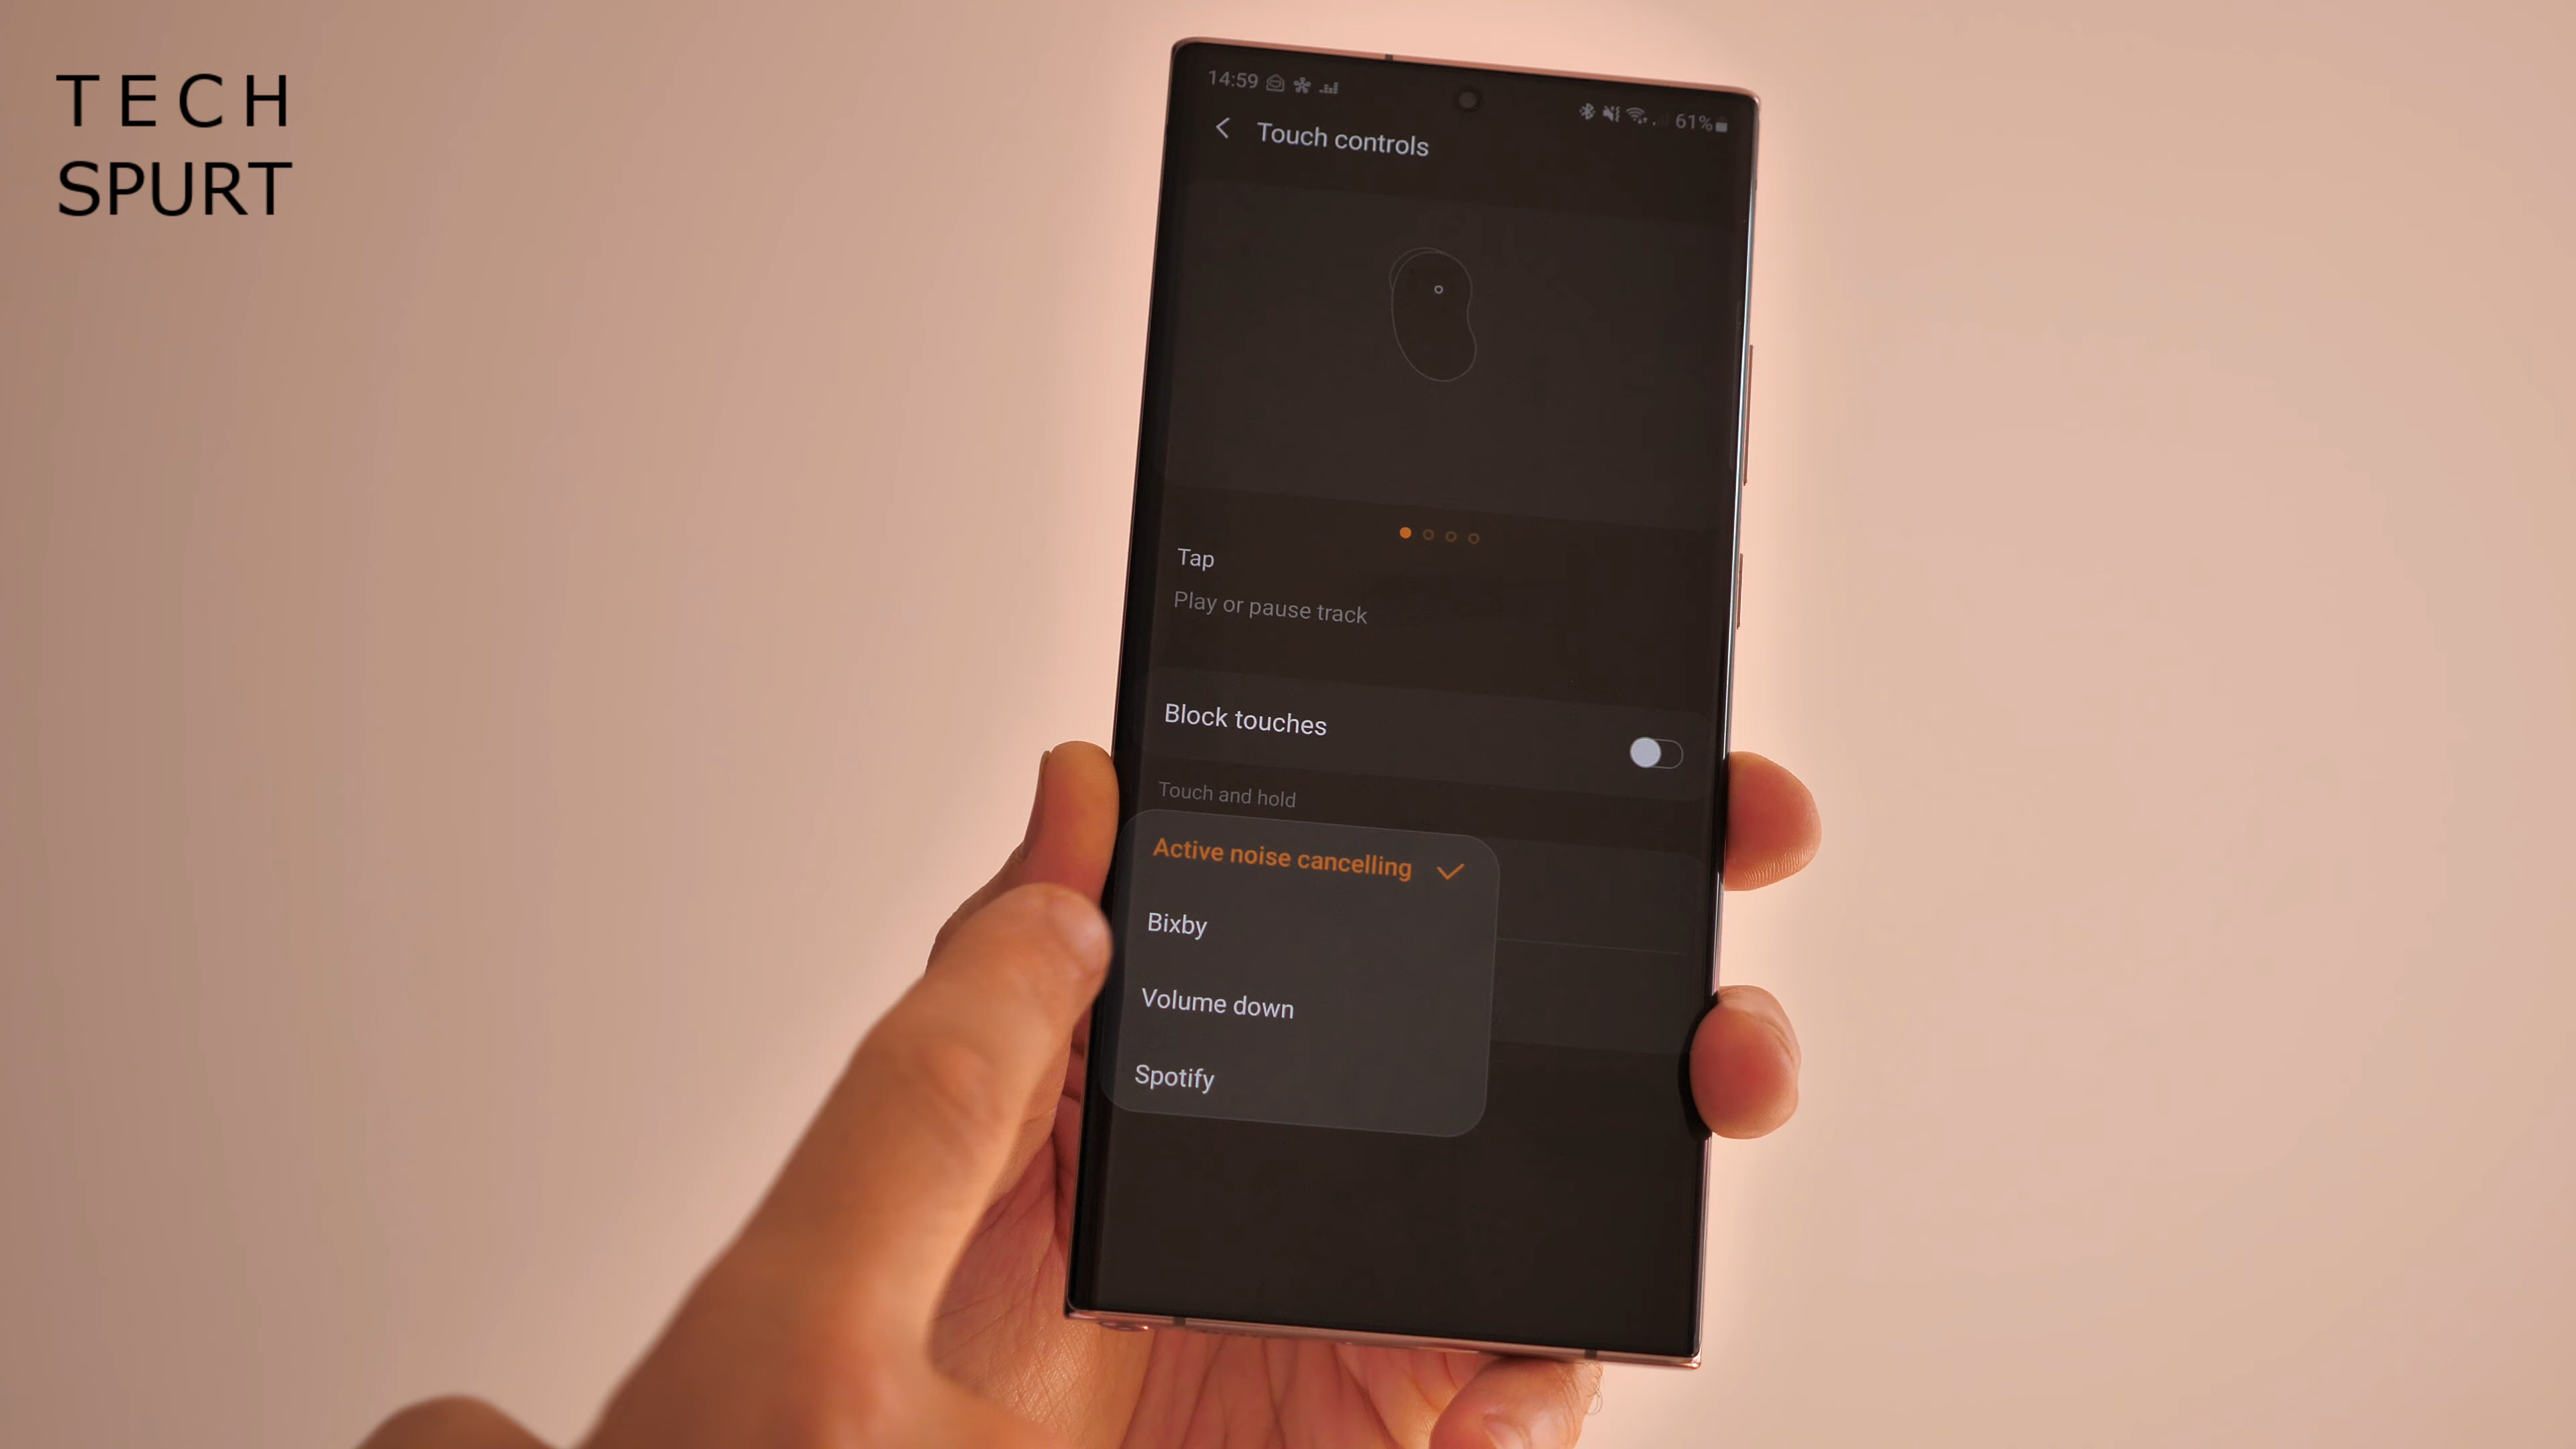 TECH
SPURT
14:59
61%
Touch controls
Tap
Play or pause track
Block touches
Touch and hold
Active noise cancelling
Bixby
Volume down
Spotify